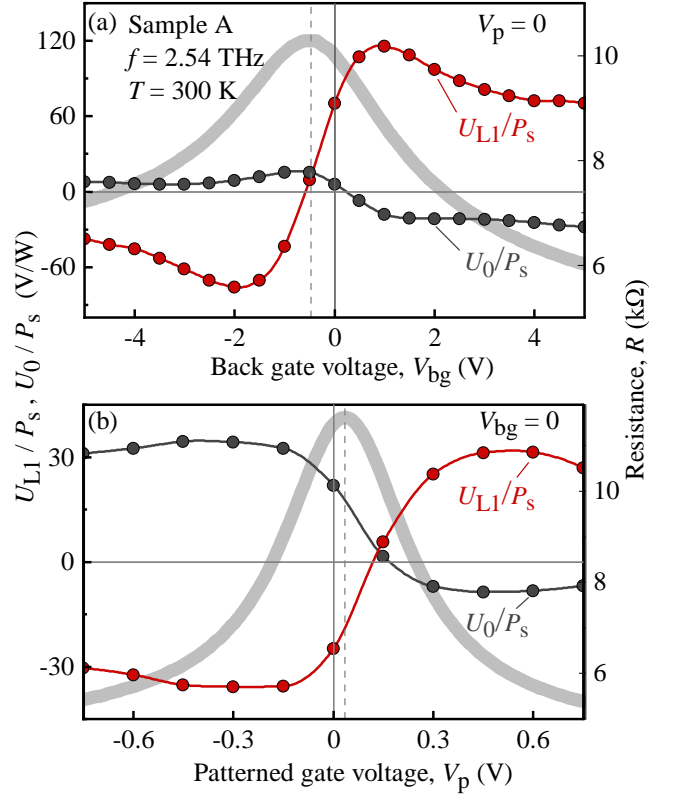 (a) Sample A
f = 2.54 THz
T = 300 K
V_p = 0
120
60
0
-60
10
8
6
U_L1/P_s
U_0/P_s
-4 -2 0 2 4
Back gate voltage, V_bg (V)
U_L1 / P_s , U_0 / P_s (V/W)
Resistance, R (kΩ)
(b)
V_bg = 0
30
0
-30
10
8
6
U_L1/P_s
U_0/P_s
-0.6 -0.3 0 0.3 0.6
Patterned gate voltage, V_p (V)